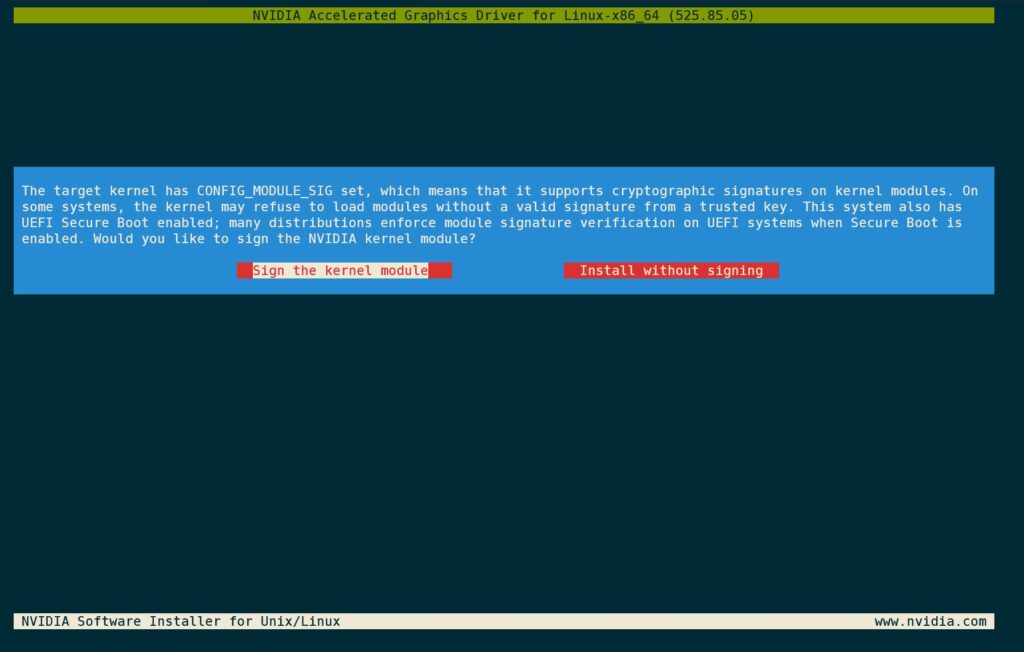 NVIDIA Accelerated Graphics Driver for Linux-x86_64 (525.85.05)
The target kernel has CONFIG_MODULE_SIG set, which means that it supports cryptographic signatures on kernel modules. On
some systems, the kernel may refuse to load modules without a valid signature from a trusted key. This system also has
UEFI Secure Boot enabled; many distributions enforce module signature verification on UEFI systems when Secure Boot is
enabled. Would you like to sign the NVIDIA kernel module?
Sign the kernel module Install without signing
NVIDIA Software Installer for Unix/Linux www.nvidia.com